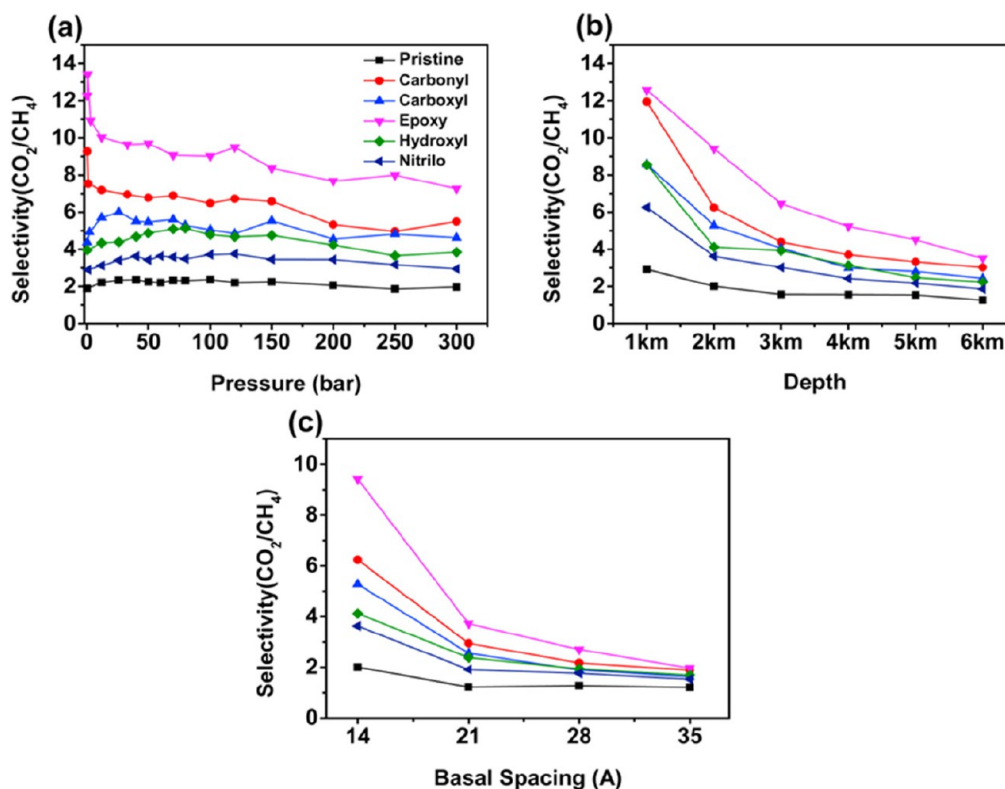 (a)
Selectivity(CO₂/CH₄)
14
12
10
8
6
4
2
0
Pristine
Carbonyl
Carboxyl
Epoxy
Hydroxyl
Nitrilo
0 50 100 150 200 250 300
Pressure (bar)
(b)
Selectivity(CO₂/CH₄)
14
12
10
8
6
4
2
0
1km 2km 3km 4km 5km 6km
Depth
(c)
Selectivity(CO₂/CH₄)
10
8
6
4
2
0
14 21 28 35
Basal Spacing (A)